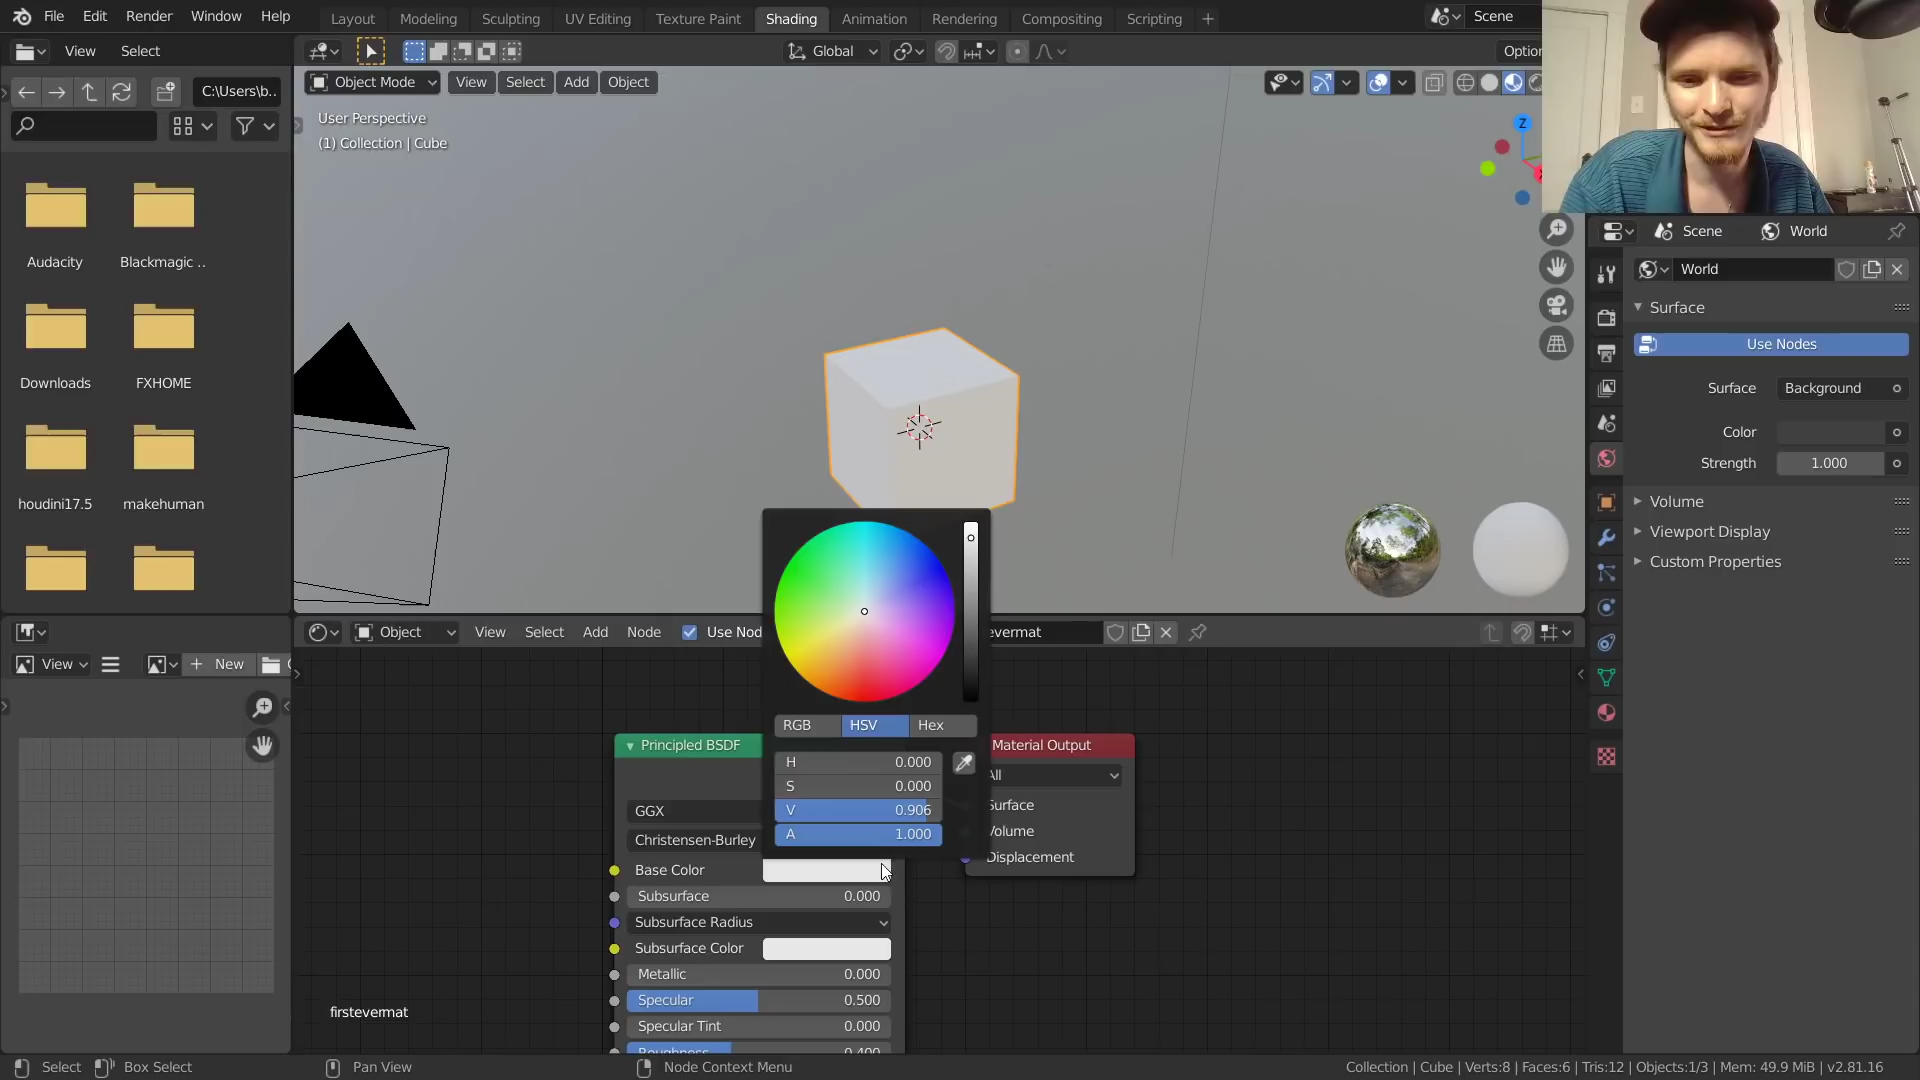 File Edit Render Window Help Layout Modeling Sculpting UV Editing Texture Paint Shading Animation Rendering Compositing Scripting + Scene
View Select Global Optio
C:\Users\b.. Object Mode View Select Add Object
User Perspective
(1) Collection | Cube
Z
Audacity Blackmagic ..
Downloads FXHOME
houdini17.5 makehuman
Scene World
World
Surface
Use Nodes
Surface Background
Color
Strength 1.000
Volume
Viewport Display
Custom Properties
Object View Select Add Node Use Nod evermat
View + New
RGB HSV Hex
H 0.000
S 0.000
V 0.906
A 1.000
Principled BSDF
GGX
Christensen-Burley
Base Color
Subsurface 0.000
Subsurface Radius
Subsurface Color
Metallic 0.000
Specular 0.500
Specular Tint 0.000
Roughness 0.400
Material Output
All
Surface
Volume
Displacement
firstevermat
Select Box Select Pan View Node Context Menu Collection | Cube | Verts:8 | Faces:6 | Tris:12 | Objects:1/3 | Mem: 49.9 MiB | v2.81.16